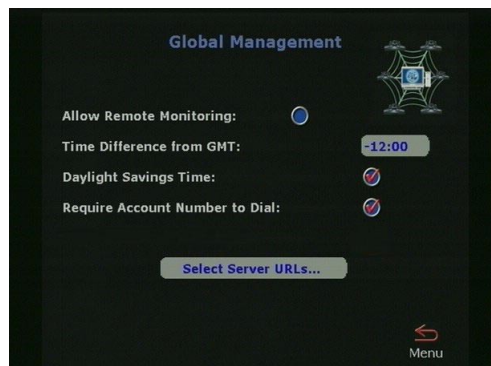 Global Management
Allow Remote Monitoring:
Time Difference from GMT: -12:00
Daylight Savings Time:
Require Account Number to Dial:
Select Server URLs...
Menu